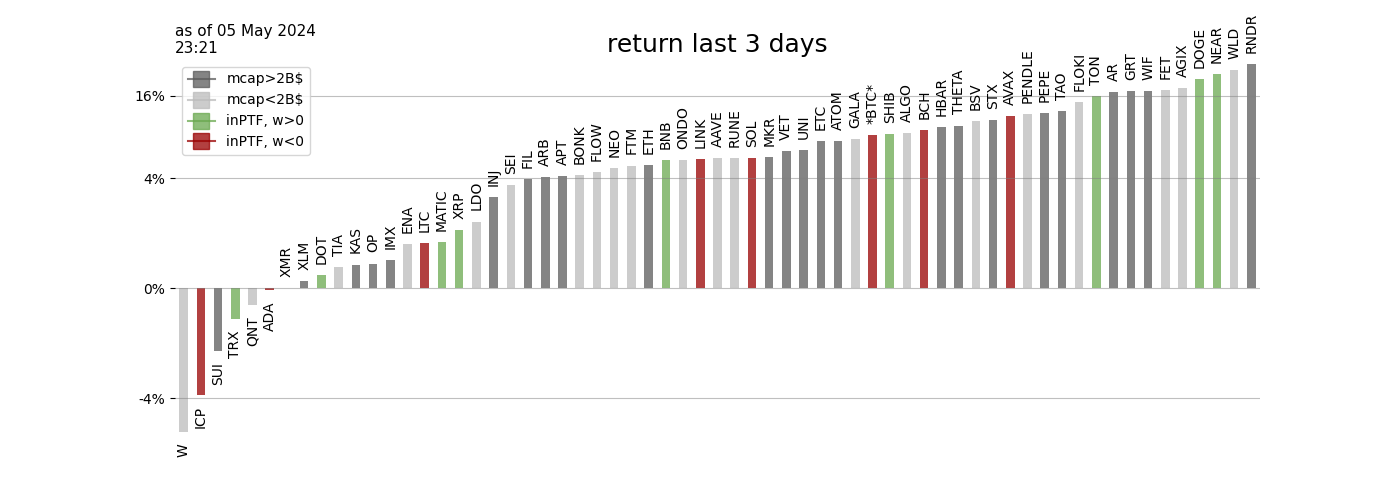 as of 05 May 2024
23:21
return last 3 days
mcap>2B$
mcap<2B$
inPTF, w>0
inPTF, w<0
16%
4%
0%
-4%
W
ICP
SUI
TRX
QNT
ADA
XMR
XLM
DOT
TIA
KAS
OP
IMX
ENA
LTC
MATIC
XRP
LDO
INJ
SEI
FIL
ARB
APT
BONK
FLOW
NEO
FTM
ETH
BNB
ONDO
LINK
AAVE
RUNE
SOL
MKR
VET
UNI
ETC
ATOM
GALA
*BTC*
SHIB
ALGO
BCH
HBAR
THETA
BSV
STX
AVAX
PENDLE
PEPE
TAO
FLOKI
TON
AR
GRT
WIF
FET
AGIX
DOGE
NEAR
WLD
RNDR